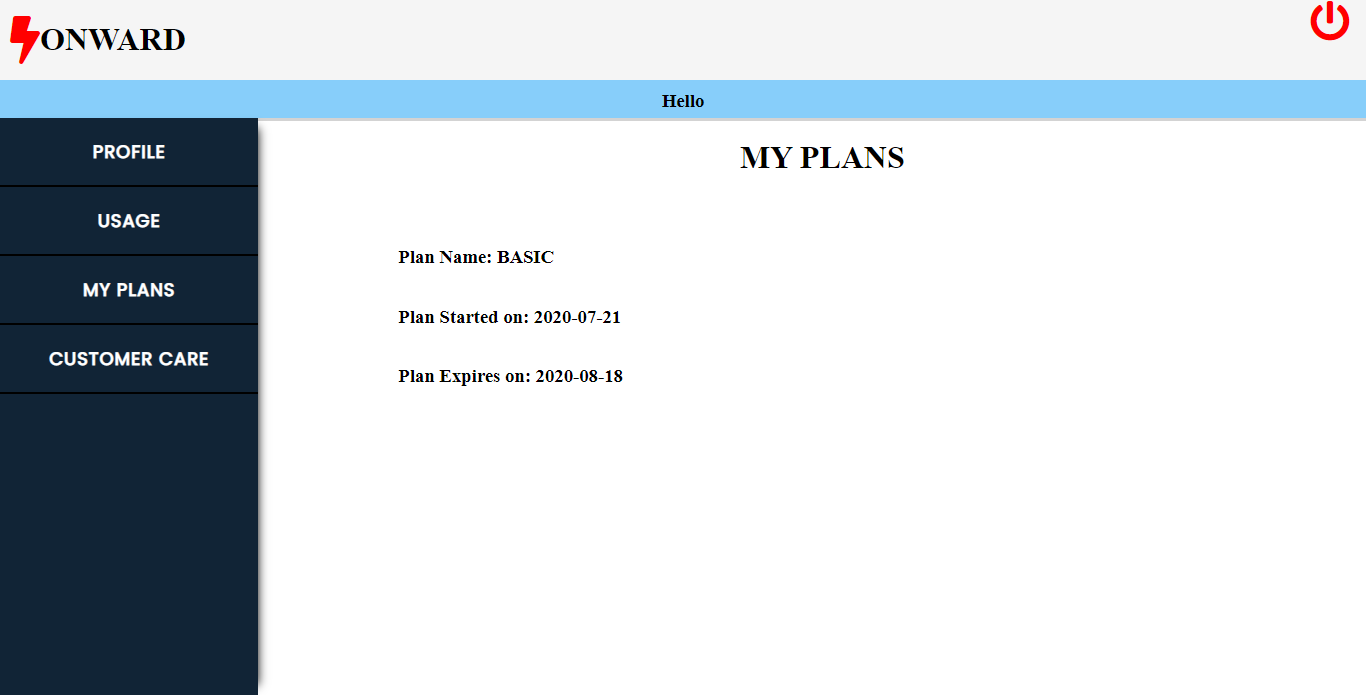 ONWARD
Hello
PROFILE
USAGE
MY PLANS
CUSTOMER CARE
MY PLANS
Plan Name: BASIC
Plan Started on: 2020-07-21
Plan Expires on: 2020-08-18